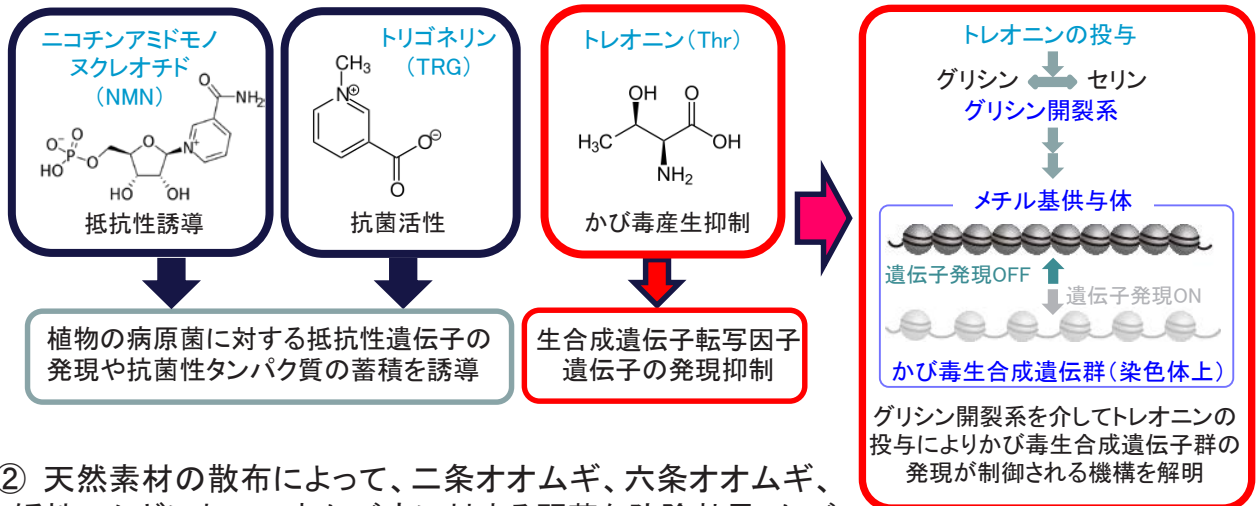 ニコチンアミドモノ
ヌクレオチド
(NMN)
O
NH₂
N⁺
O⁻
O
P
HO
O
O
HO
OH
抵抗性誘導
トリゴネリン
(TRG)
CH₃
N⊕
O⊖
O
抗菌活性
トレオニン(Thr)
OH
O
H₃C
OH
NH₂
かび毒産生抑制
植物の病原菌に対する抵抗性遺伝子の
発現や抗菌性タンパク質の蓄積を誘導
生合成遺伝子転写因子
遺伝子の発現抑制
トレオニンの投与
グリシン セリン
グリシン開裂系
メチル基供与体
遺伝子発現OFF
遺伝子発現ON
かび毒生合成遺伝群(染色体上)
グリシン開裂系を介してトレオニンの
投与によりかび毒生合成遺伝子群の
発現が制御される機構を解明
② 天然素材の散布によって、二条オオムギ、六条オオムギ、